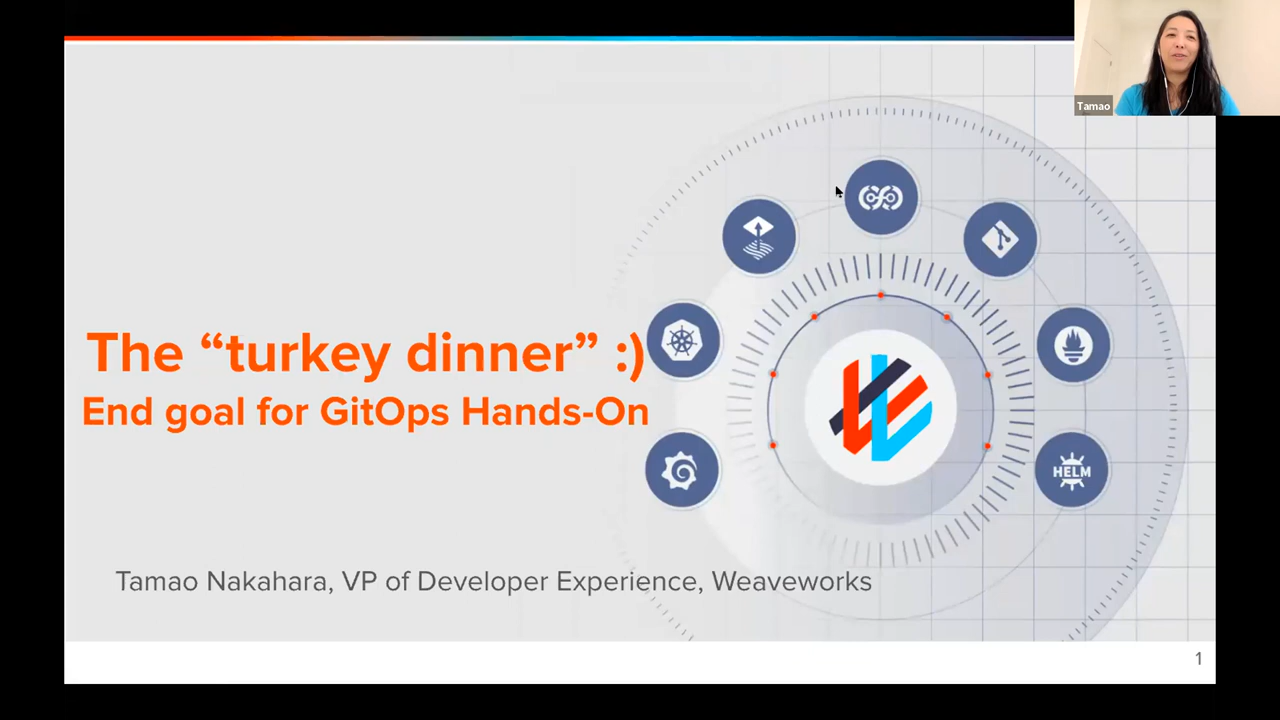 Tamao
The “turkey dinner” :)
End goal for GitOps Hands-On
HELM
Tamao Nakahara, VP of Developer Experience, Weaveworks
1